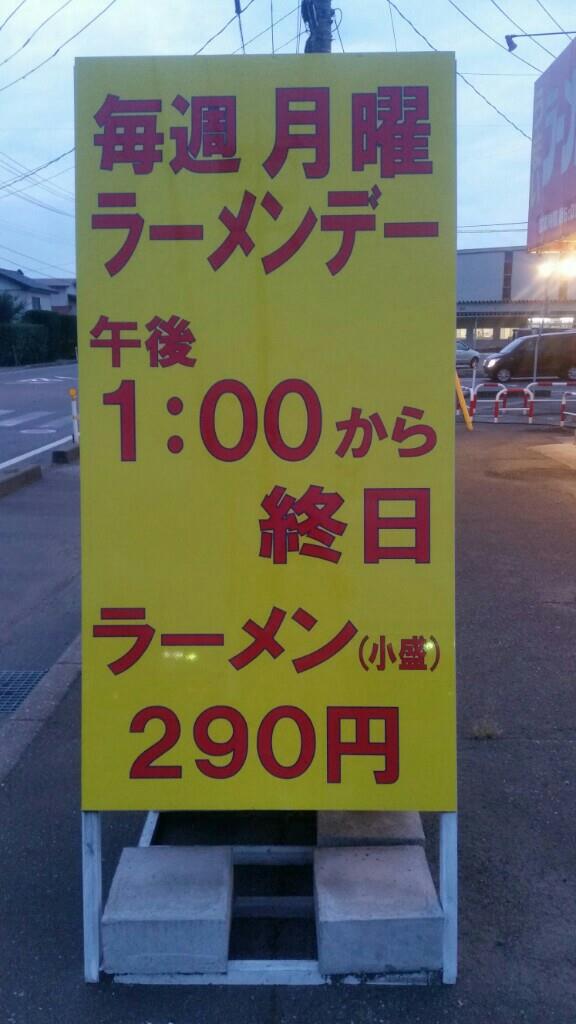 毎週 月曜
ラーメンデー
午後
1:00から
終日
ラーメン(小盛)
290円